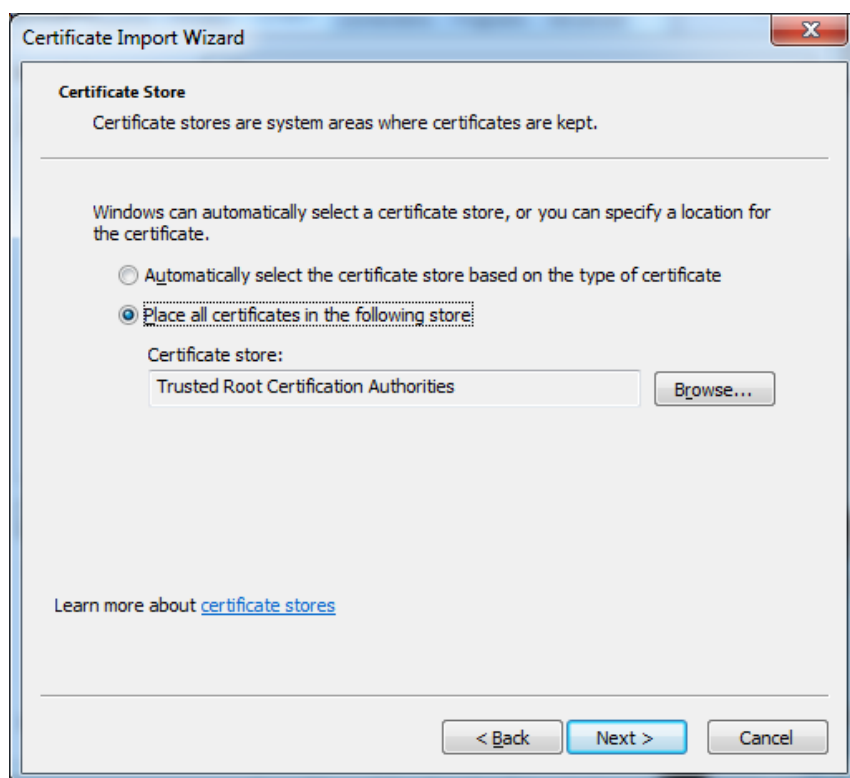 Certificate Import Wizard
Certificate Store
Certificate stores are system areas where certificates are kept.
Windows can automatically select a certificate store, or you can specify a location for
the certificate.
Automatically select the certificate store based on the type of certificate
Place all certificates in the following store
Certificate store:
Trusted Root Certification Authorities
Browse...
Learn more about certificate stores
< Back
Next >
Cancel